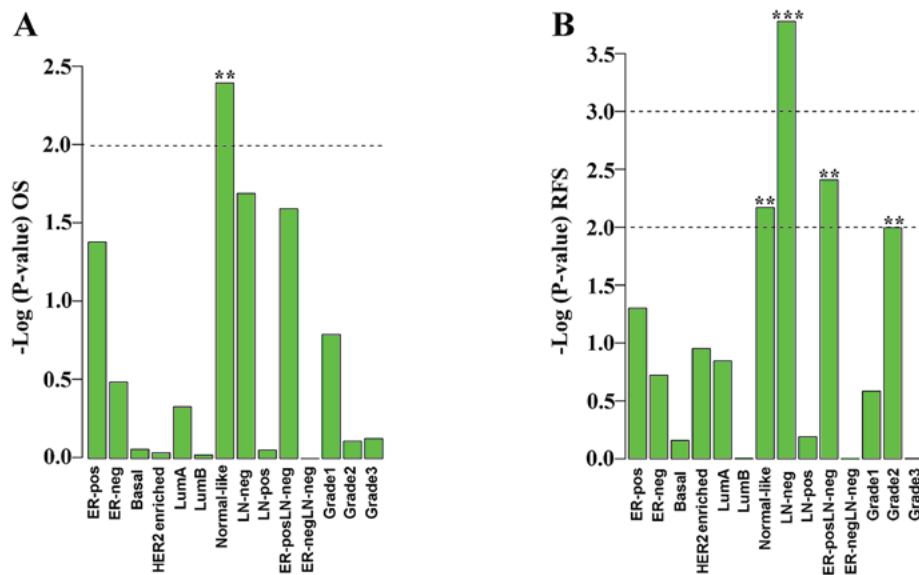 A
-Log (P-value) OS
2.5
2.0
1.5
1.0
0.5
0.0
**
ER-pos
ER-neg
Basal
HER2 enriched
LumA
LumB
Normal-like
LN-neg
LN-pos
ER-posLN-neg
ER-negLN-neg
Grade1
Grade2
Grade3
B
-Log (P-value) RFS
3.5
3.0
2.5
2.0
1.5
1.0
0.5
0.0
**
***
**
**
ER-pos
ER-neg
Basal
HER2 enriched
LumA
LumB
Normal-like
LN-neg
LN-pos
ER-posLN-neg
ER-negLN-neg
Grade1
Grade2
Grade3